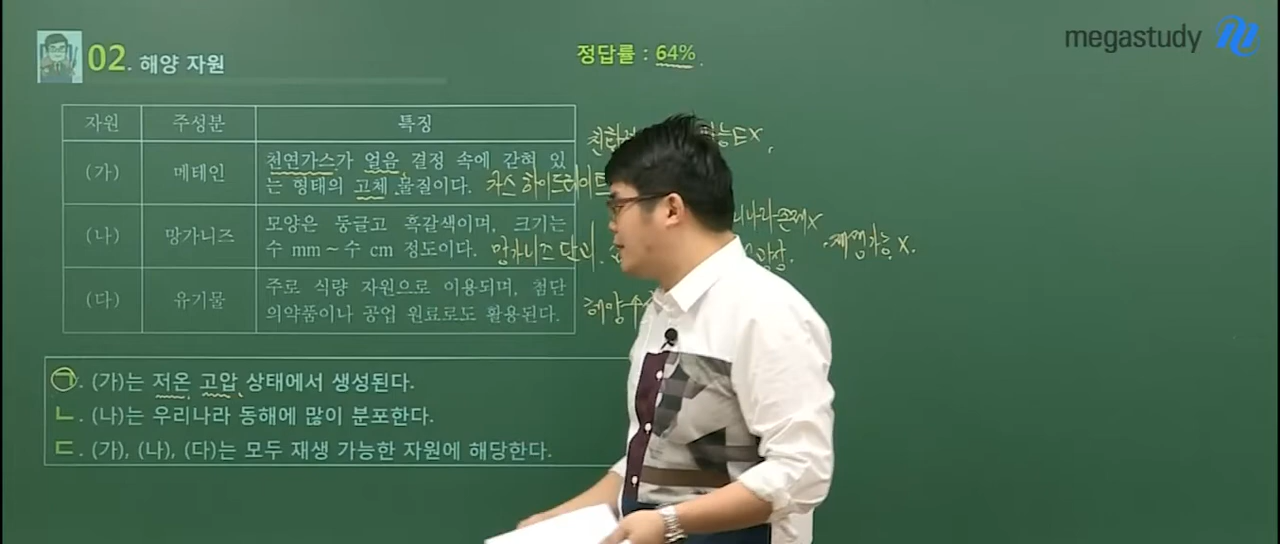 megastudy
02. 해양 자원
정답률 : 64%
자원 주성분 특징
(가) 메테인 천연가스가 얼음 결정 속에 갇혀 있
는 형태의 고체 물질이다. 가스 하이드레이트
(나) 망가니즈 모양은 둥글고 흑갈색이며, 크기는
수 mm ~ 수 cm 정도이다. 망가니즈 단괴.
(다) 유기물 주로 식량 자원으로 이용되며, 첨단
의약품이나 공업 원료로도 활용된다. 해양
존재X
· 재생가능 X.
ㄱ. (가)는 저온 고압 상태에서 생성된다.
ㄴ. (나)는 우리나라 동해에 많이 분포한다.
ㄷ. (가), (나), (다)는 모두 재생 가능한 자원에 해당한다.